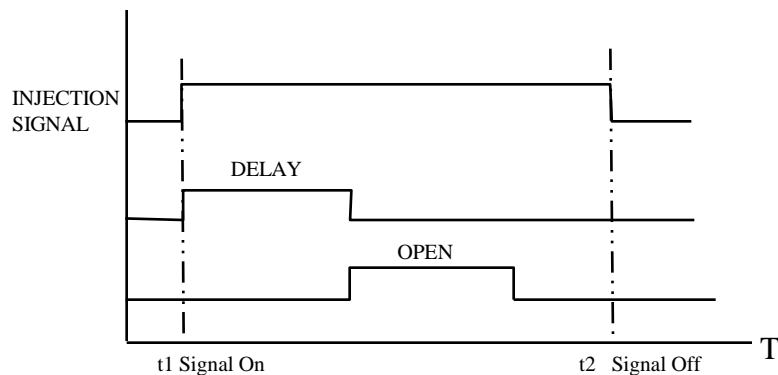 INJECTION
SIGNAL
DELAY
OPEN
T
t1 Signal On
t2 Signal Off